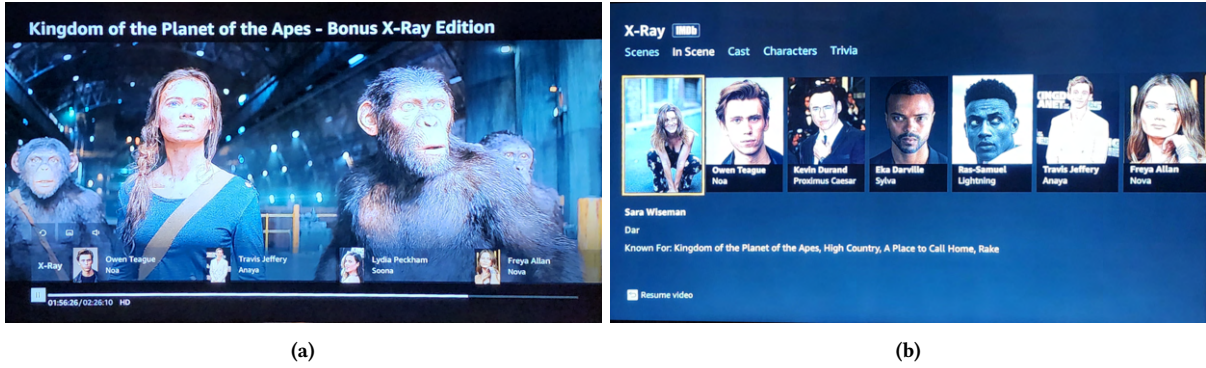 Kingdom of the Planet of the Apes - Bonus X-Ray Edition
X-Ray
Owen Teague
Noa
Travis Jeffery
Anaya
Lydia Peckham
Soona
Freya Allan
Nova
01:56:26/02:26:10 HD
(a)
X-Ray IMDb
Scenes In Scene Cast Characters Trivia
Owen Teague
Noa
Kevin Durand
Proximus Caesar
Eka Darville
Sylva
Ras-Samuel
Lightning
Travis Jeffery
Anaya
Freya Allan
Nova
Sara Wiseman
Dar
Known For: Kingdom of the Planet of the Apes, High Country, A Place to Call Home, Rake
Resume video
(b)